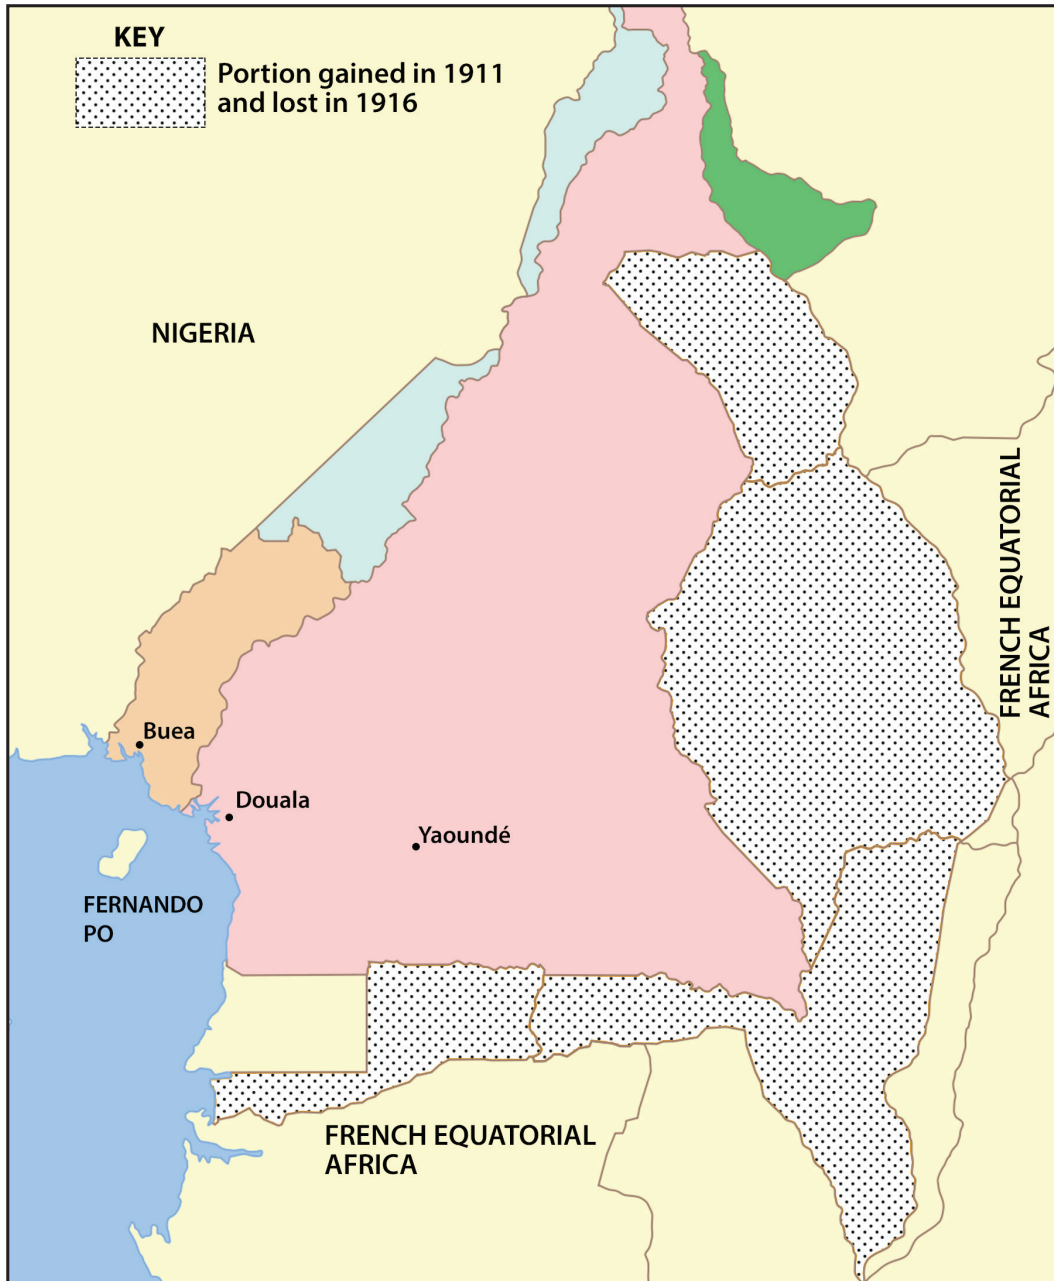 KEY
Portion gained in 1911
and lost in 1916
NIGERIA
FRENCH EQUATORIAL
AFRICA
Buea
Douala
Yaoundé
FERNANDO
PO
FRENCH EQUATORIAL
AFRICA